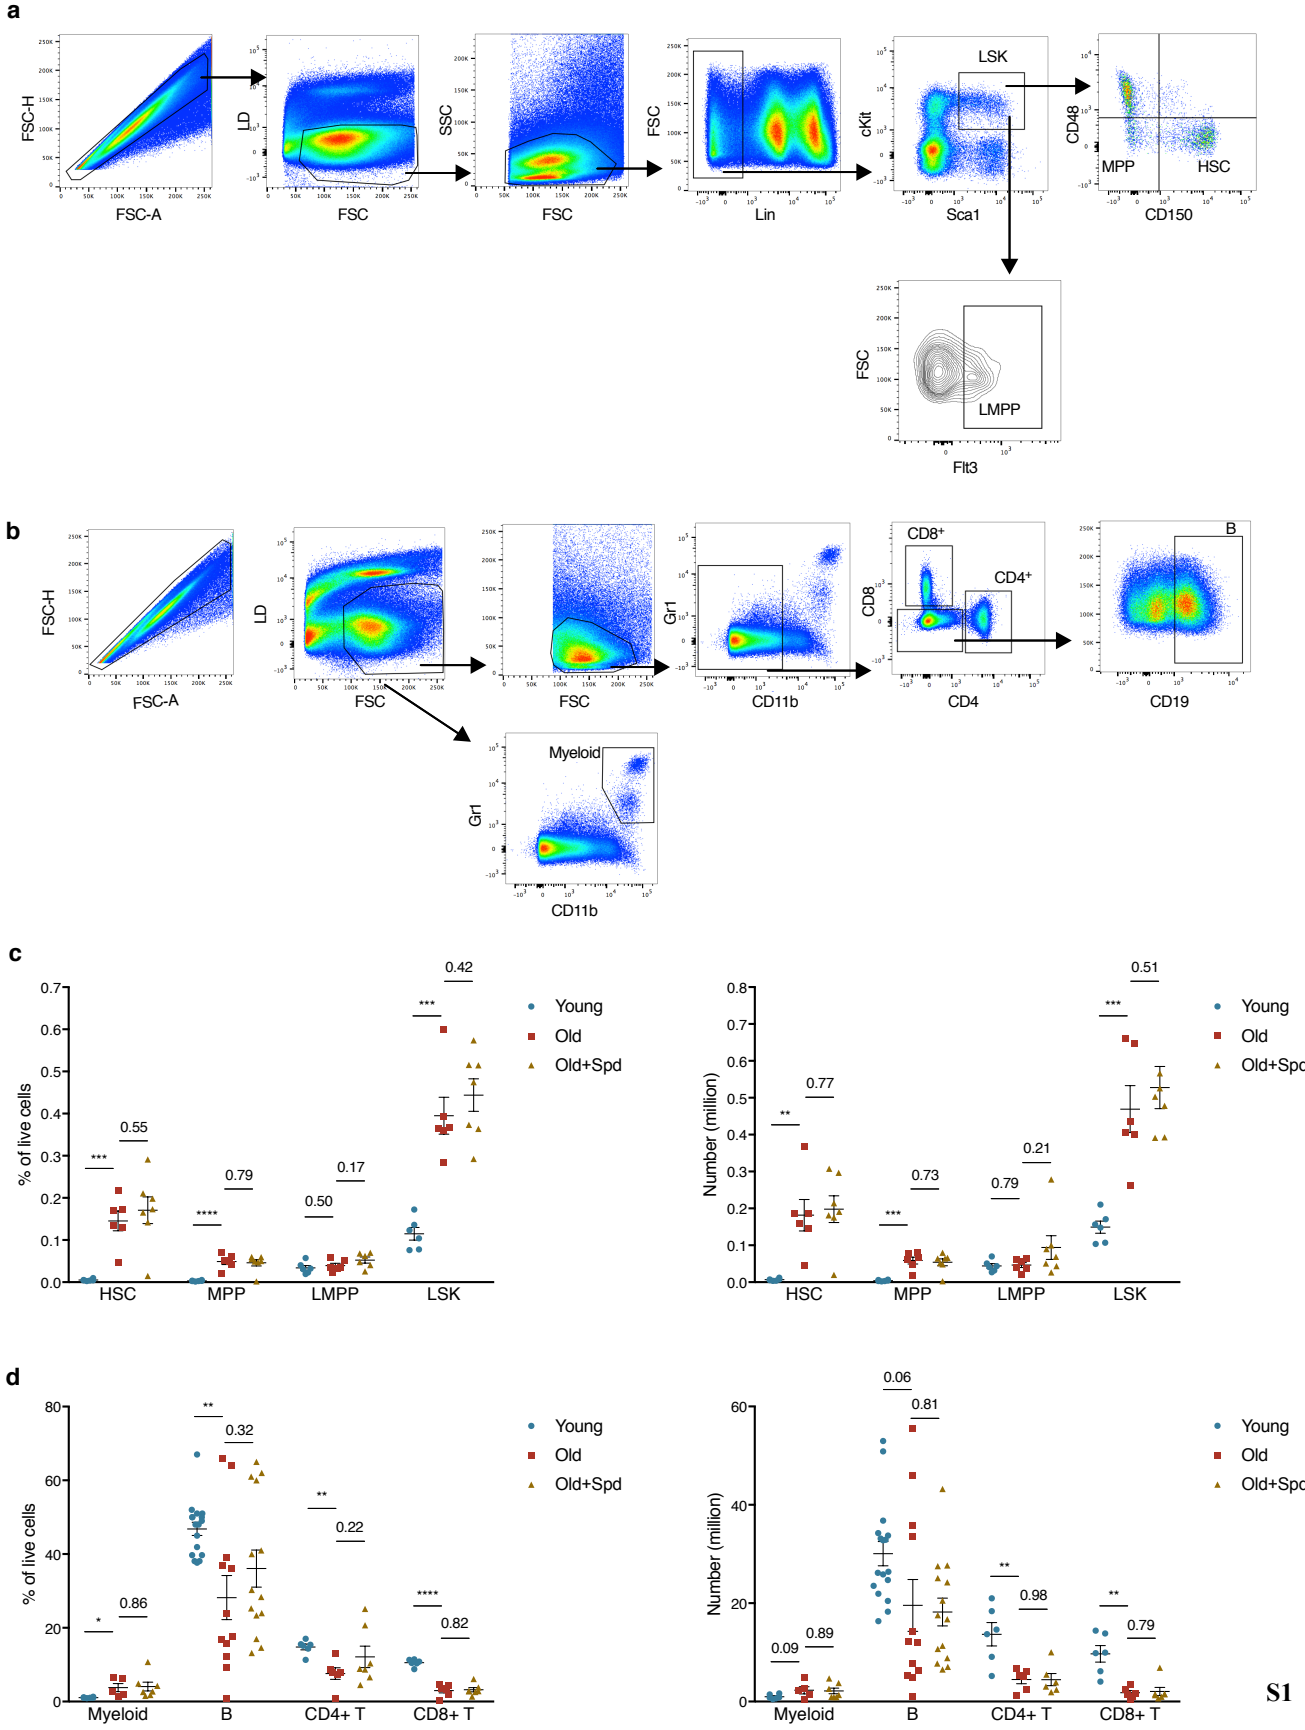 a
FSC-H
FSC-A
LD
FSC
SSC
FSC
FSC
Lin
cKit
LSK
Sca1
CD48
MPP
HSC
CD150
FSC
LMPP
Flt3
b
FSC-H
FSC-A
LD
FSC
FSC
Gr1
CD11b
CD8
CD8+
CD4+
CD4
B
CD19
Myeloid
Gr1
CD11b
c
% of live cells
0.7
0.6
0.5
0.4
0.3
0.2
0.1
0.0
*** 0.55
**** 0.79
0.50 0.17
*** 0.42
HSC MPP LMPP LSK
Young
Old
Old+Spd
Number (million)
0.8
0.7
0.6
0.5
0.4
0.3
0.2
0.1
0.0
** 0.77
*** 0.73
0.79 0.21
*** 0.51
HSC MPP LMPP LSK
Young
Old
Old+Spd
d
% of live cells
80
60
40
20
0
* 0.86
** 0.32
** 0.22
**** 0.82
Myeloid B CD4+ T CD8+ T
Young
Old
Old+Spd
Number (million)
60
40
20
0
0.09 0.89
0.06 0.81
** 0.98
** 0.79
Myeloid B CD4+ T CD8+ T
Young
Old
Old+Spd
S1